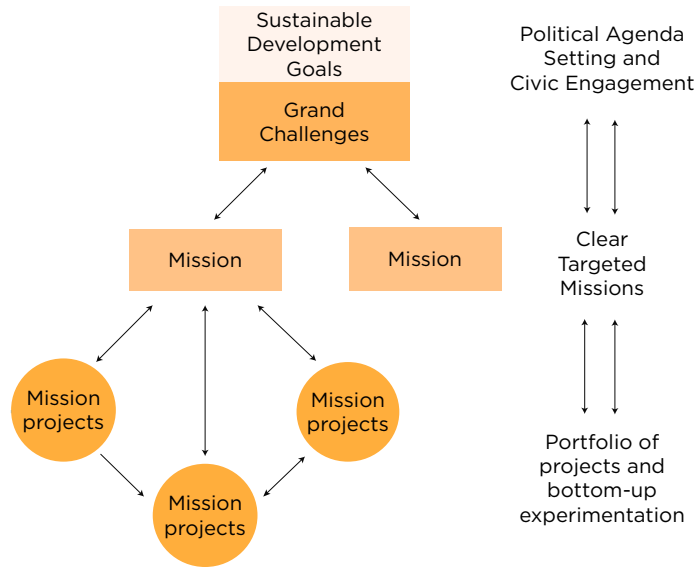 Sustainable
Development
Goals
Grand
Challenges
Political Agenda
Setting and
Civic Engagement
Mission
Mission
Clear
Targeted
Missions
Mission
projects
Mission
projects
Mission
projects
Portfolio of
projects and
bottom-up
experimentation